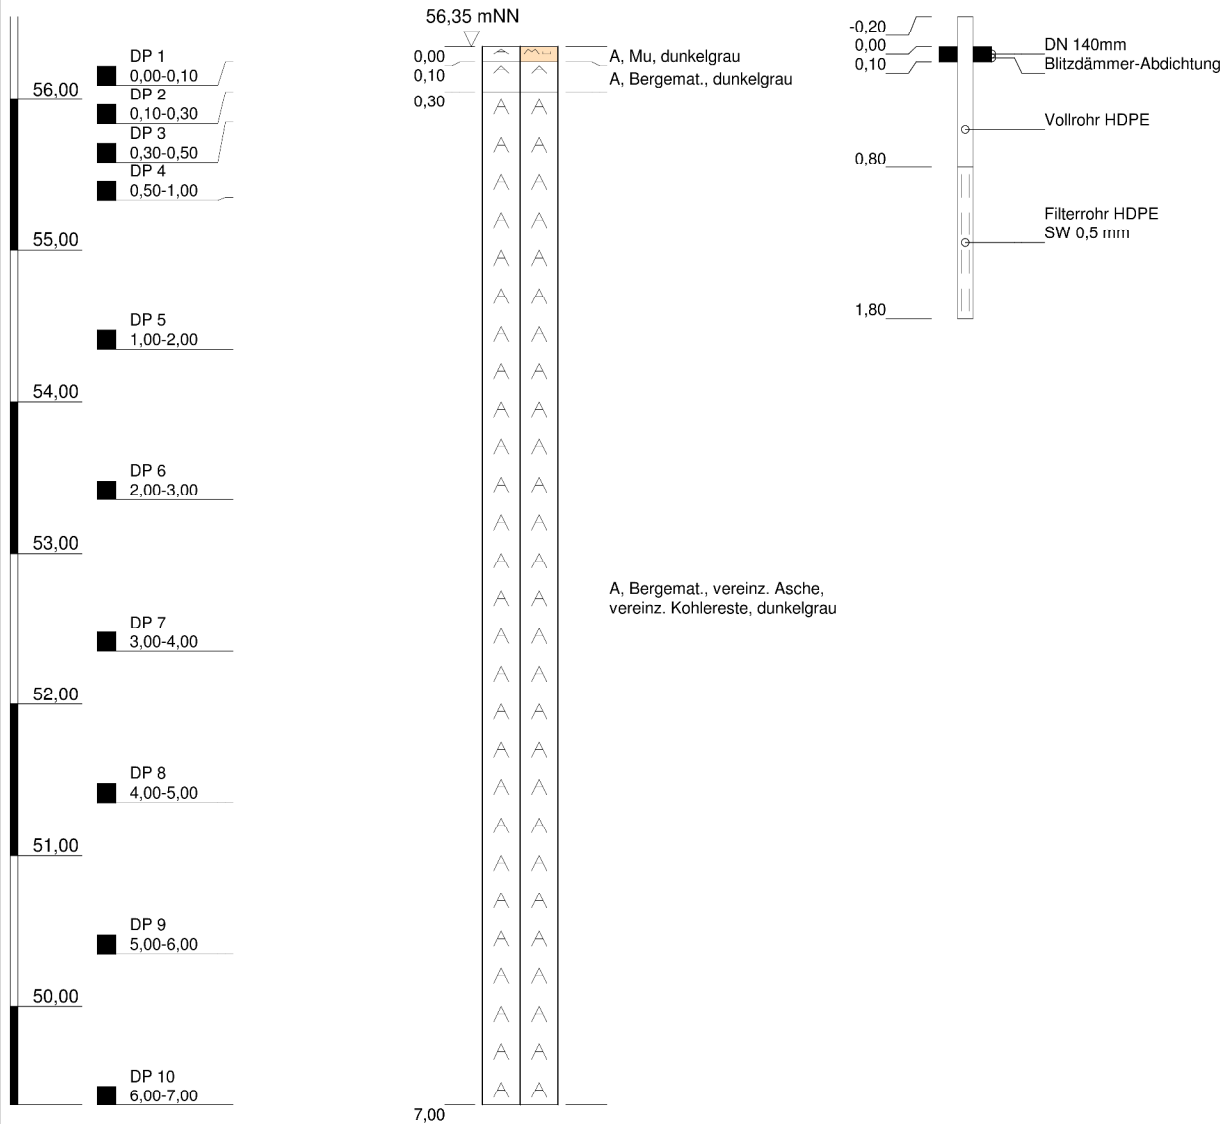 56,35 mNN
56,00
55,00
54,00
53,00
52,00
51,00
50,00
DP 1
0,00-0,10
DP 2
0,10-0,30
DP 3
0,30-0,50
DP 4
0,50-1,00
DP 5
1,00-2,00
DP 6
2,00-3,00
DP 7
3,00-4,00
DP 8
4,00-5,00
DP 9
5,00-6,00
DP 10
6,00-7,00
0,00
0,10
0,30
7,00
A, Mu, dunkelgrau
A, Bergemat., dunkelgrau
A, Bergemat., vereinz. Asche,
vereinz. Kohlereste, dunkelgrau
-0,20
0,00
0,10
0,80
1,80
DN 140mm
Blitzdämmer-Abdichtung
Vollrohr HDPE
Filterrohr HDPE
SW 0,5 mm